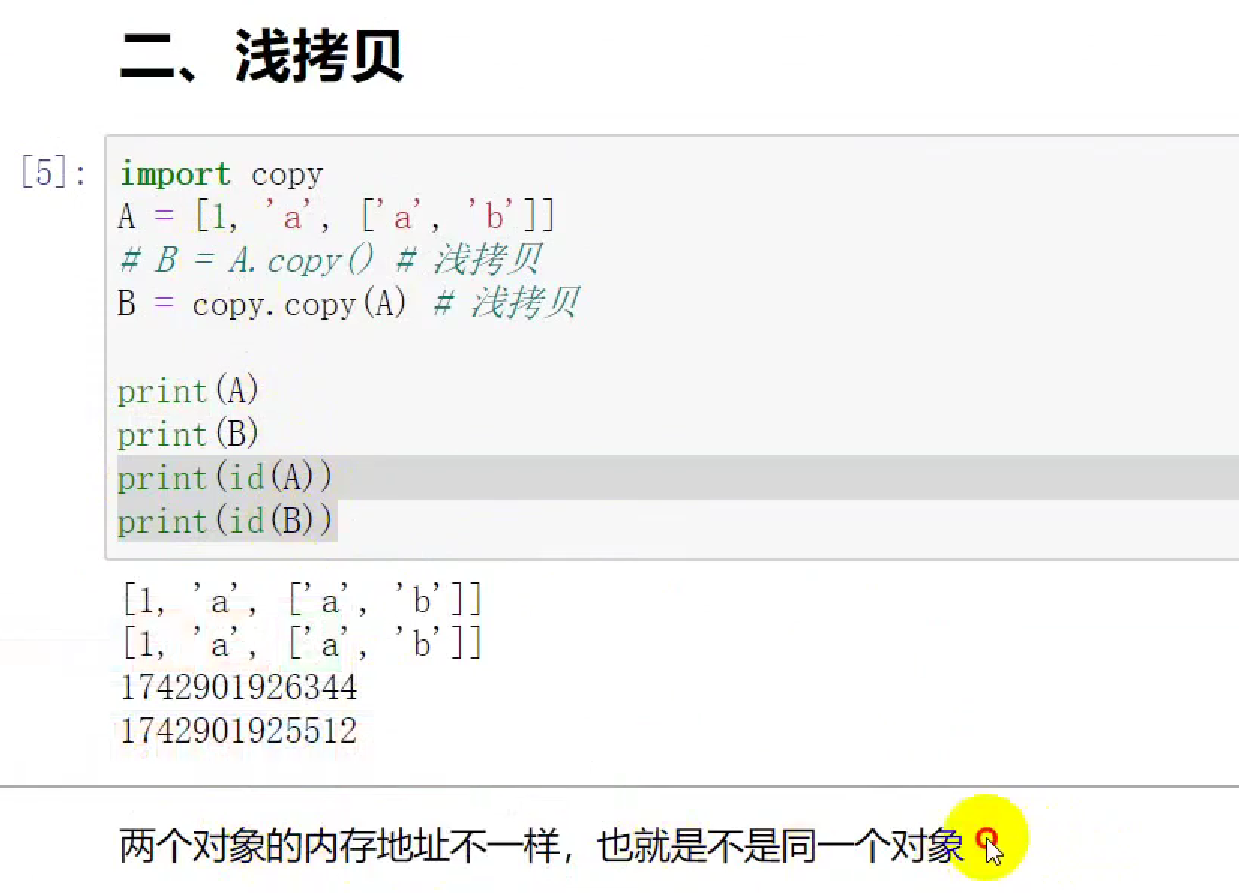 二、浅拷贝
[5]:
import copy
A = [1, 'a', ['a', 'b']]
# B = A.copy() # 浅拷贝
B = copy.copy(A) # 浅拷贝
print(A)
print(B)
print(id(A))
print(id(B))
[1, 'a', ['a', 'b']]
[1, 'a', ['a', 'b']]
1742901926344
1742901925512
两个对象的内存地址不一样，也就是不是同一个对象